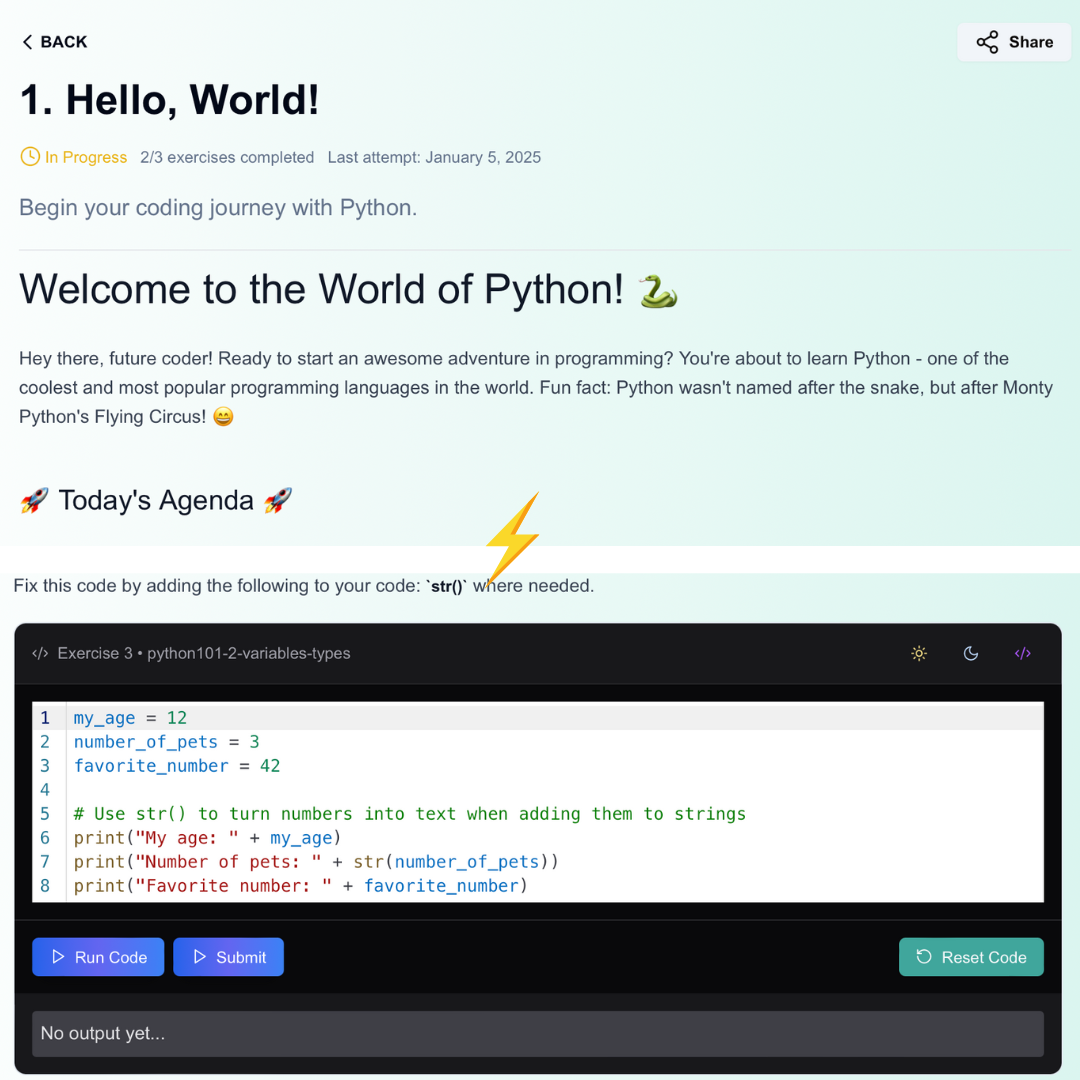 BACK
Share
1. Hello, World!
In Progress 2/3 exercises completed Last attempt: January 5, 2025
Begin your coding journey with Python.
Welcome to the World of Python! 🐍
Hey there, future coder! Ready to start an awesome adventure in programming? You're about to learn Python - one of the
coolest and most popular programming languages in the world. Fun fact: Python wasn't named after the snake, but after Monty
Python's Flying Circus! 😄
🚀 Today's Agenda 🚀
Fix this code by adding the following to your code: `str()` where needed.
</> Exercise 3 • python101-2-variables-types </>
1 my_age = 12
2 number_of_pets = 3
3 favorite_number = 42
4
5 # Use str() to turn numbers into text when adding them to strings
6 print("My age: " + my_age)
7 print("Number of pets: " + str(number_of_pets))
8 print("Favorite number: " + favorite_number)
Run Code Submit Reset Code
No output yet...